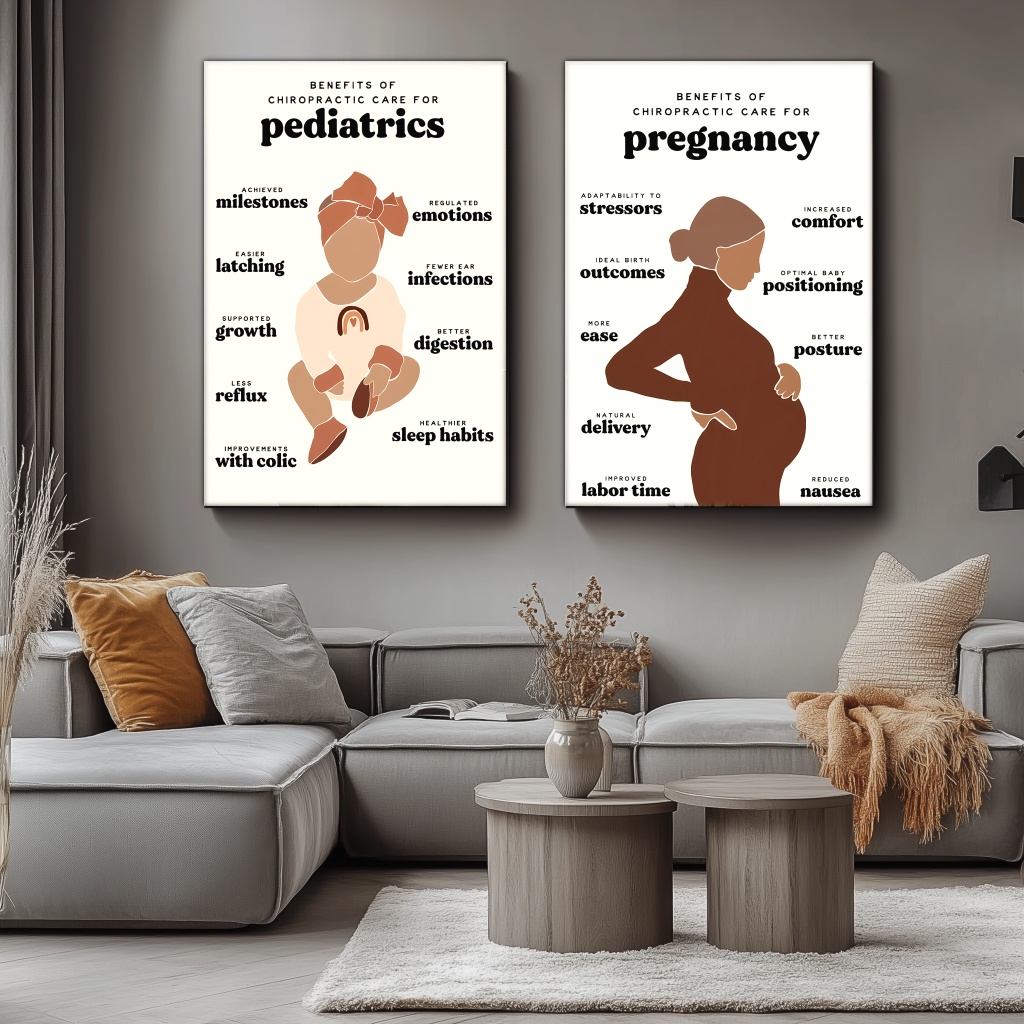 BENEFITS OF
CHIROPRACTIC CARE FOR
pediatrics
ACHIEVED
milestones
EASIER
latching
SUPPORTED
growth
LESS
reflux
IMPROVEMENTS
with colic
REGULATED
emotions
FEWER EAR
infections
BETTER
digestion
HEALTHIER
sleep habits
BENEFITS OF
CHIROPRACTIC CARE FOR
pregnancy
ADAPTABILITY TO
stressors
IDEAL BIRTH
outcomes
MORE
ease
NATURAL
delivery
IMPROVED
labor time
INCREASED
comfort
OPTIMAL BABY
positioning
BETTER
posture
REDUCED
nausea